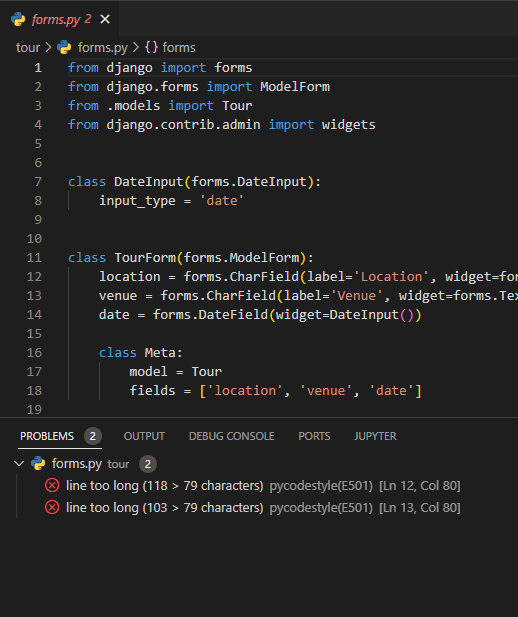 forms.py 2 ×
tour > forms.py > {} forms
1 from django import forms
2 from django.forms import ModelForm
3 from .models import Tour
4 from django.contrib.admin import widgets
5
6
7 class DateInput(forms.DateInput):
8 input_type = 'date'
9
10
11 class TourForm(forms.ModelForm):
12 location = forms.CharField(label='Location', widget=for
13 venue = forms.CharField(label='Venue', widget=forms.Tex
14 date = forms.DateField(widget=DateInput())
15
16 class Meta:
17 model = Tour
18 fields = ['location', 'venue', 'date']
19
PROBLEMS 2 OUTPUT DEBUG CONSOLE PORTS JUPYTER
forms.py tour 2
line too long (118 > 79 characters) pycodestyle(E501) [Ln 12, Col 80]
line too long (103 > 79 characters) pycodestyle(E501) [Ln 13, Col 80]